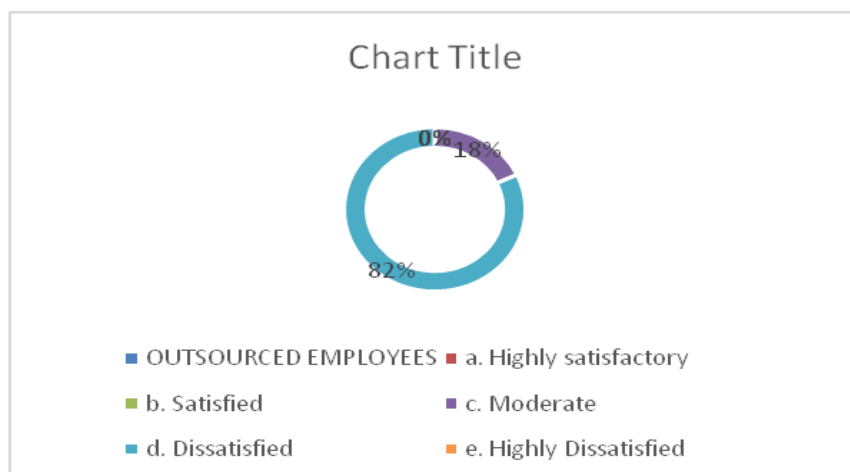 Chart Title
0%
18%
82%
OUTSOURCED EMPLOYEES
a. Highly satisfactory
b. Satisfied
c. Moderate
d. Dissatisfied
e. Highly Dissatisfied